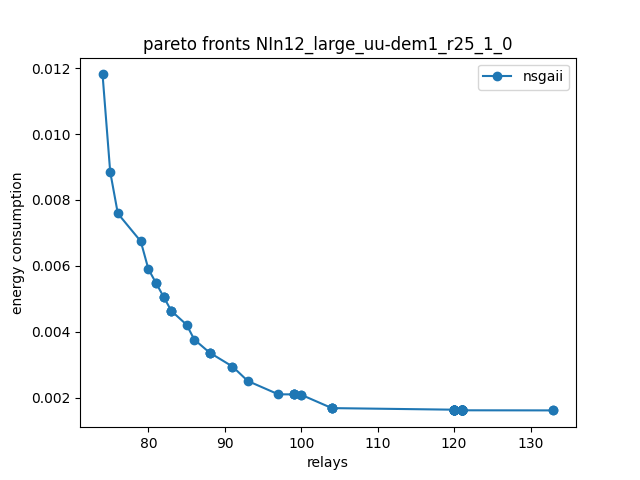 pareto fronts NIn12_large_uu-dem1_r25_1_0
nsgaii
0.012
0.010
0.008
0.006
0.004
0.002
energy consumption
80 90 100 110 120 130
relays